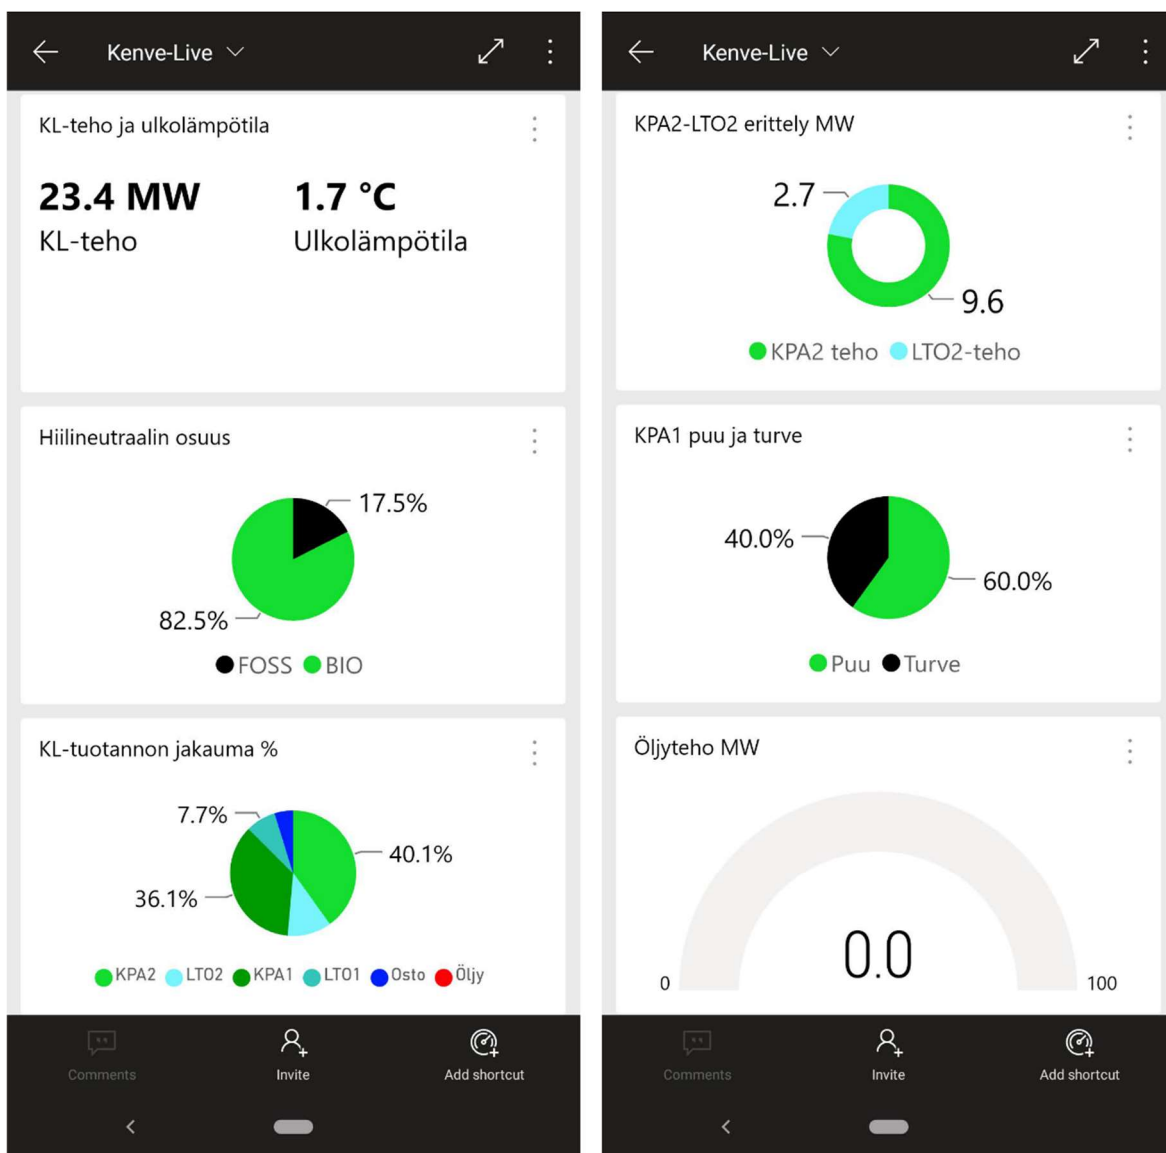 Kenve-Live
KL-teho ja ulkolämpötila
23.4 MW 1.7 °C
KL-teho Ulkolämpötila
Hiilineutraalin osuus
17.5%
82.5%
FOSS BIO
KL-tuotannon jakauma %
7.7%
40.1%
36.1%
KPA2 LTO2 KPA1 LTO1 Osto Öljy
Comments Invite Add shortcut
Kenve-Live
KPA2-LTO2 erittely MW
2.7
9.6
KPA2 teho LTO2-teho
KPA1 puu ja turve
40.0%
60.0%
Puu Turve
Öljyteho MW
0.0
0 100
Comments Invite Add shortcut